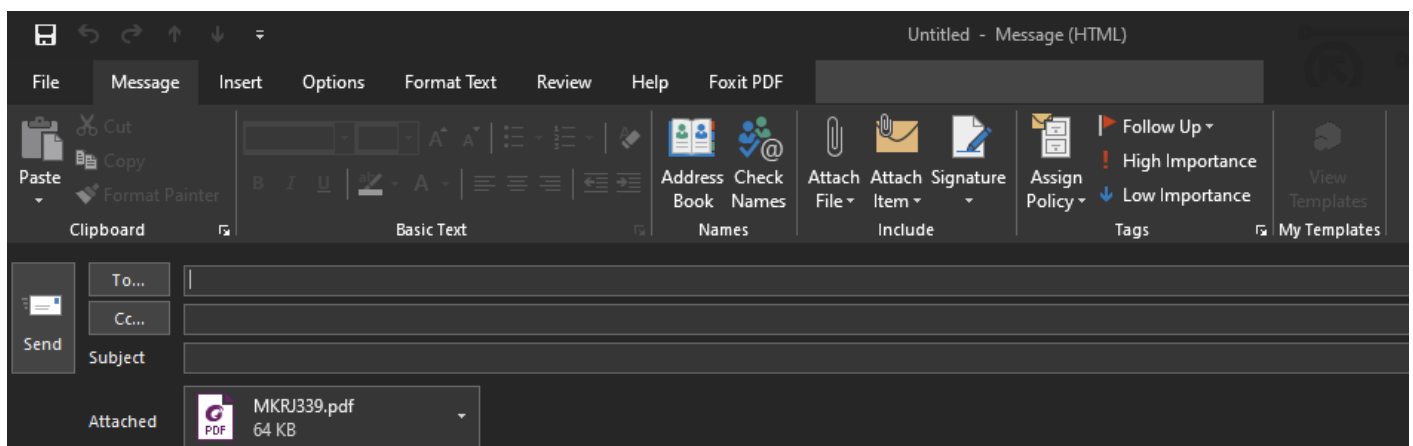 Untitled - Message (HTML)
File Message Insert Options Format Text Review Help Foxit PDF
Cut
Copy
Format Painter
Paste
Clipboard
A A
B I U ab A
Basic Text
Address Book
Check Names
Names
Attach File
Attach Item
Signature
Include
Assign Policy
Follow Up
High Importance
Low Importance
Tags
View Templates
My Templates
Send
To...
Cc...
Subject
Attached
MKRJ339.pdf
64 KB
PDF